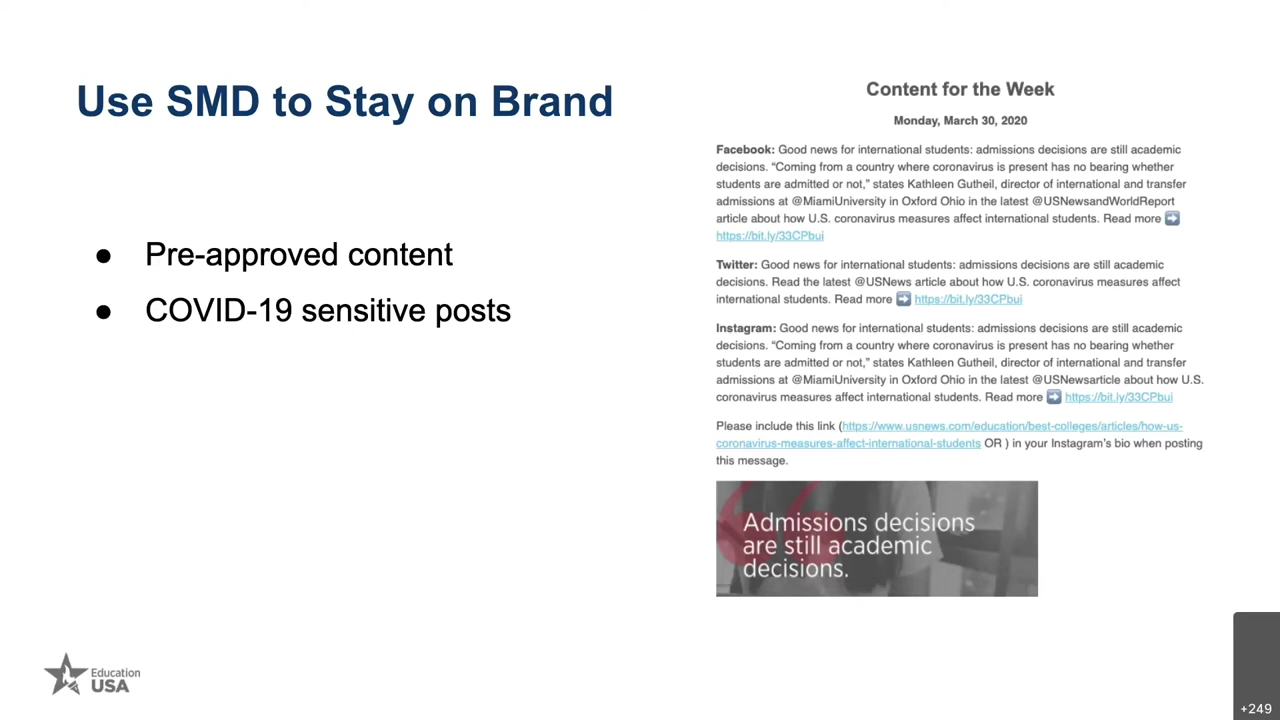 Use SMD to Stay on Brand
● Pre-approved content
● COVID-19 sensitive posts
Content for the Week
Monday, March 30, 2020
Facebook: Good news for international students: admissions decisions are still academic
decisions. “Coming from a country where coronavirus is present has no bearing whether
students are admitted or not,” states Kathleen Gutheil, director of international and transfer
admissions at @MiamiUniversity in Oxford Ohio in the latest @USNewsandWorldReport
article about how U.S. coronavirus measures affect international students. Read more ➡
https://bit.ly/33CPbui
Twitter: Good news for international students: admissions decisions are still academic
decisions. Read the latest @USNews article about how U.S. coronavirus measures affect
international students. Read more ➡ https://bit.ly/33CPbui
Instagram: Good news for international students: admissions decisions are still academic
decisions. “Coming from a country where coronavirus is present has no bearing whether
students are admitted or not,” states Kathleen Gutheil, director of international and transfer
admissions at @MiamiUniversity in Oxford Ohio in the latest @USNewsarticle about how U.S.
coronavirus measures affect international students. Read more ➡ https://bit.ly/33CPbui
Please include this link (https://www.usnews.com/education/best-colleges/articles/how-us-
coronavirus-measures-affect-international-students OR ) in your Instagram’s bio when posting
this message.
Admissions decisions
are still academic
decisions.
Education
USA
+249